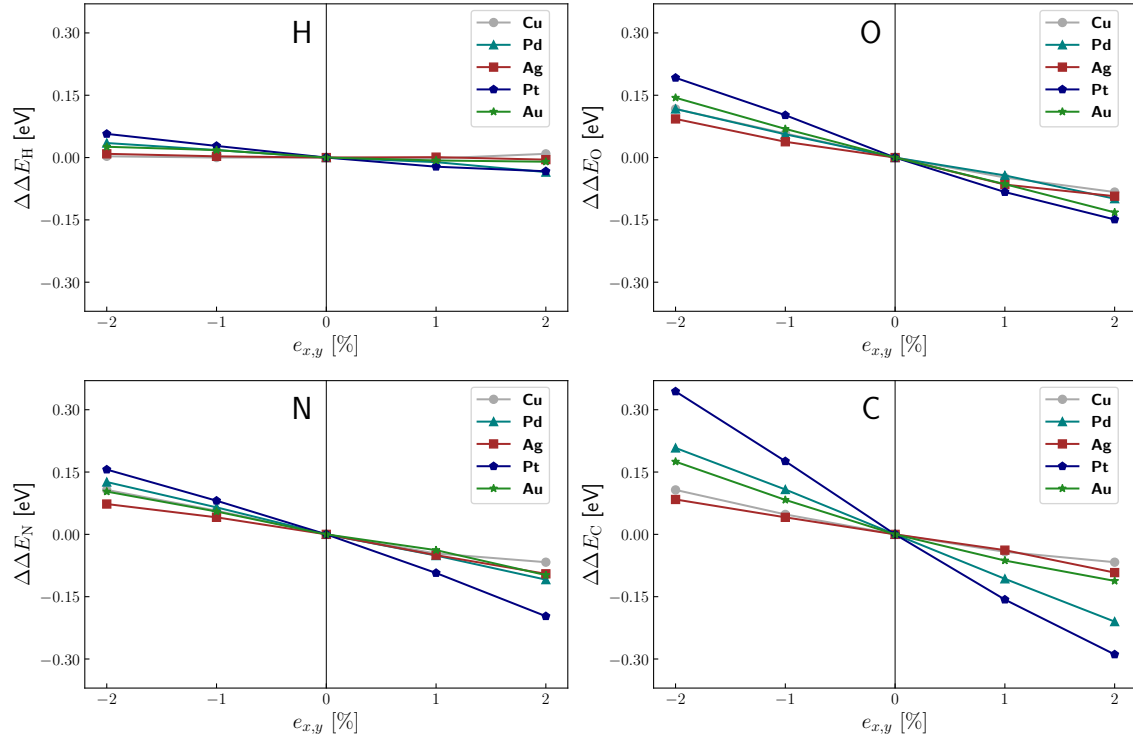 H
Cu
Pd
Ag
Pt
Au
0.30
0.15
0.00
−0.15
−0.30
ΔΔE_H [eV]
−2
−1
0
1
2
e_{x,y} [%]
O
Cu
Pd
Ag
Pt
Au
0.30
0.15
0.00
−0.15
−0.30
ΔΔE_O [eV]
−2
−1
0
1
2
e_{x,y} [%]
N
Cu
Pd
Ag
Pt
Au
0.30
0.15
0.00
−0.15
−0.30
ΔΔE_N [eV]
−2
−1
0
1
2
e_{x,y} [%]
C
Cu
Pd
Ag
Pt
Au
0.30
0.15
0.00
−0.15
−0.30
ΔΔE_C [eV]
−2
−1
0
1
2
e_{x,y} [%]